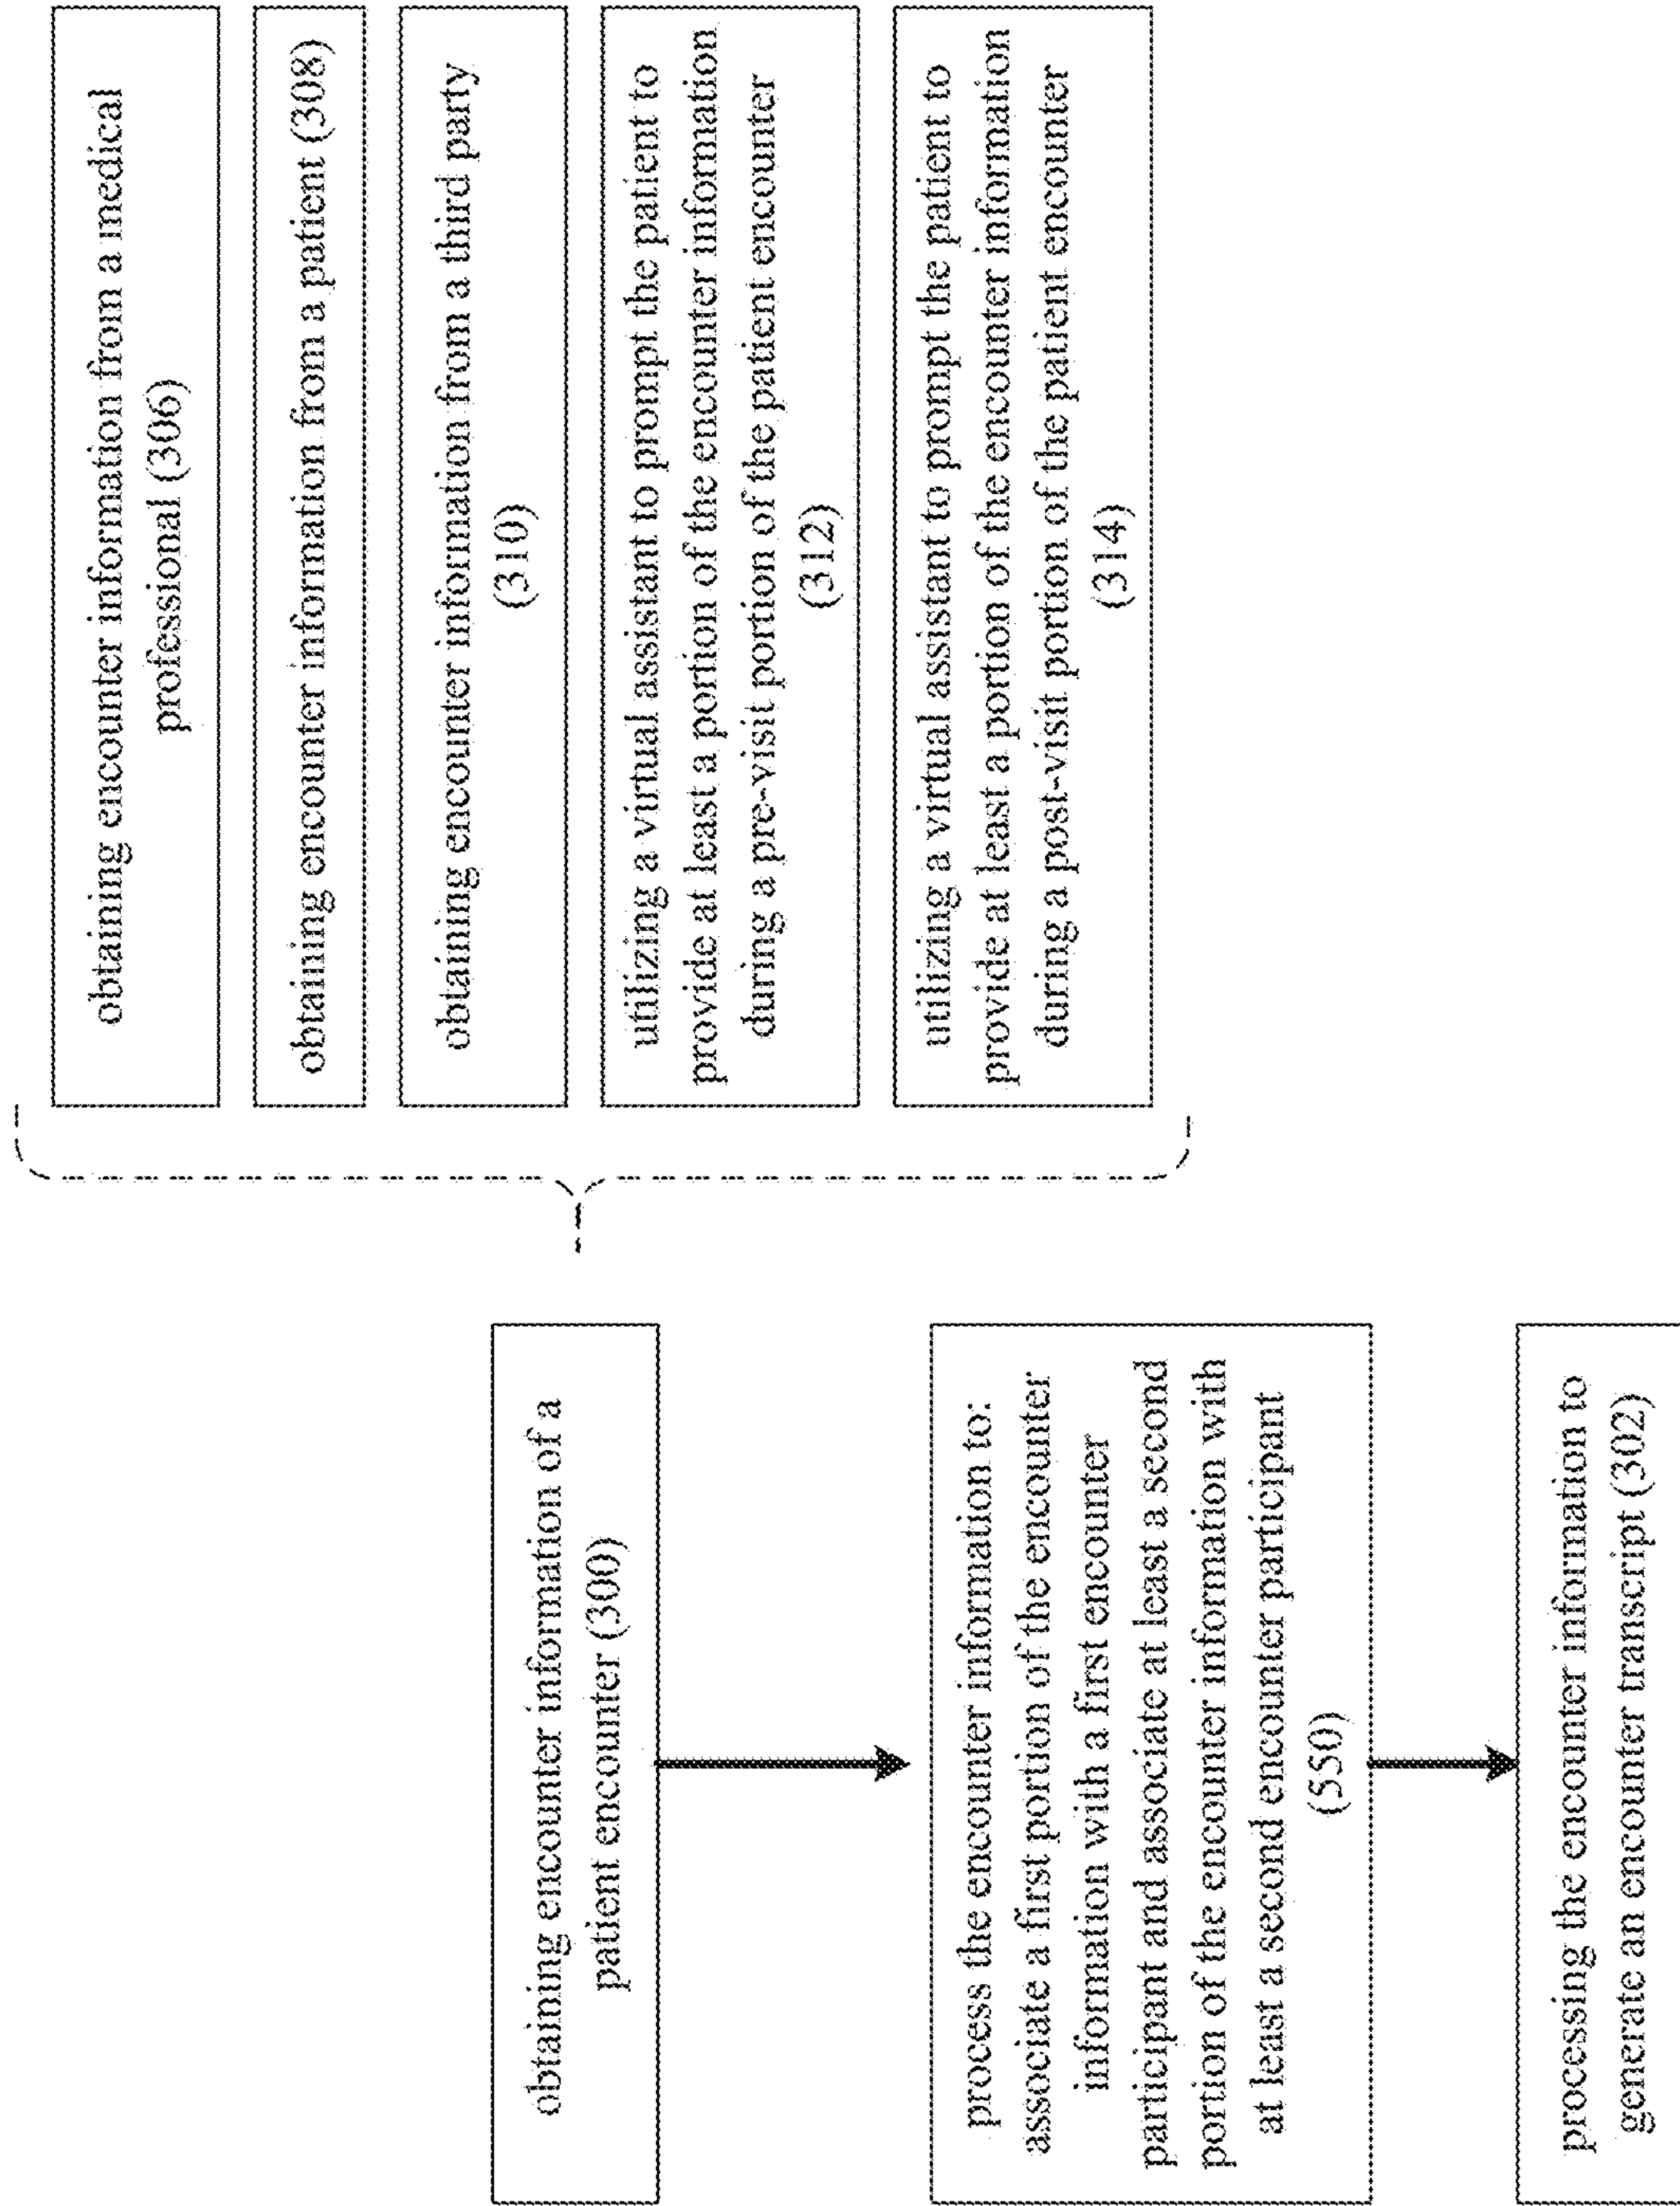 obtaining encounter information of a
patient encounter (300)
process the encounter information to:
associate a first portion of the encounter
information with a first encounter
participant and associate at least a second
portion of the encounter information with
at least a second encounter participant
(550)
processing the encounter information to
generate an encounter transcript (302)
obtaining encounter information from a medical
professional (306)
obtaining encounter information from a patient (308)
obtaining encounter information from a third party
(310)
utilizing a virtual assistant to prompt the patient to
provide at least a portion of the encounter information
during a pre-visit portion of the patient encounter
(312)
utilizing a virtual assistant to prompt the patient to
provide at least a portion of the encounter information
during a post-visit portion of the patient encounter
(314)